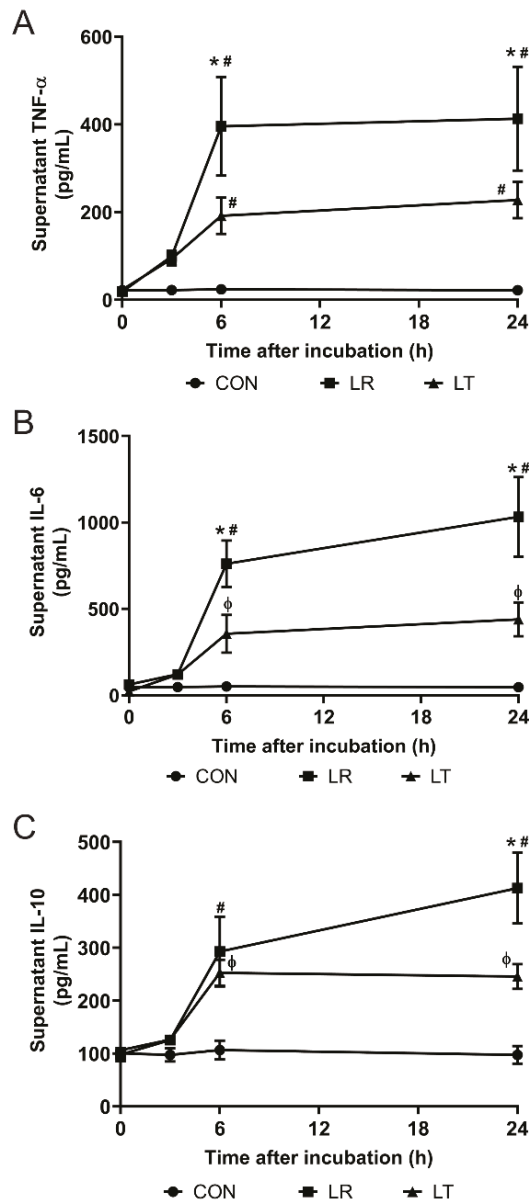 A
Supernatant TNF-α
(pg/mL)
600
400
200
0
* #
* #
#
#
0 6 12 18 24
Time after incubation (h)
CON LR LT
B
Supernatant IL-6
(pg/mL)
1500
1000
500
0
* #
* #
ϕ
ϕ
0 6 12 18 24
Time after incubation (h)
CON LR LT
C
Supernatant IL-10
(pg/mL)
500
400
300
200
100
0
* #
#
ϕ
ϕ
0 6 12 18 24
Time after incubation (h)
CON LR LT